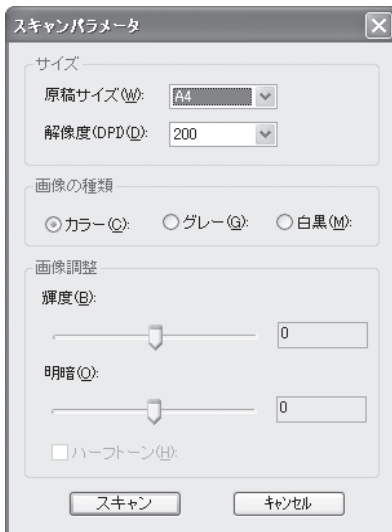 スキャンパラメータ
サイズ
原稿サイズ(W): A4
解像度(DPI)(D): 200
画像の種類
カラー(C): グレー(G): 白黒(M):
画像調整
輝度(B):
0
明暗(O):
0
ハーフトーン(H):
スキャン キャンセル